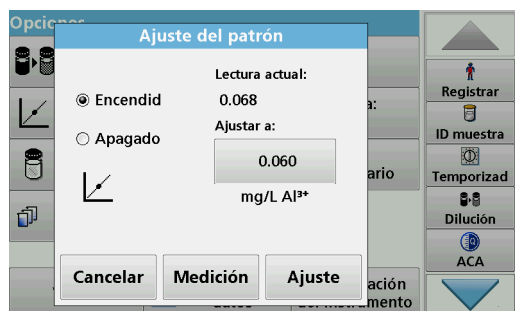 Opciones
Ajuste del patrón
Lectura actual:
Encendid
0.068
Apagado
Ajustar a:
0.060
mg/L Al³⁺
Cancelar
Medición
Ajuste
a:
ario
ación
datos
del instrumento
Registrar
ID muestra
Temporizad
Dilución
ACA